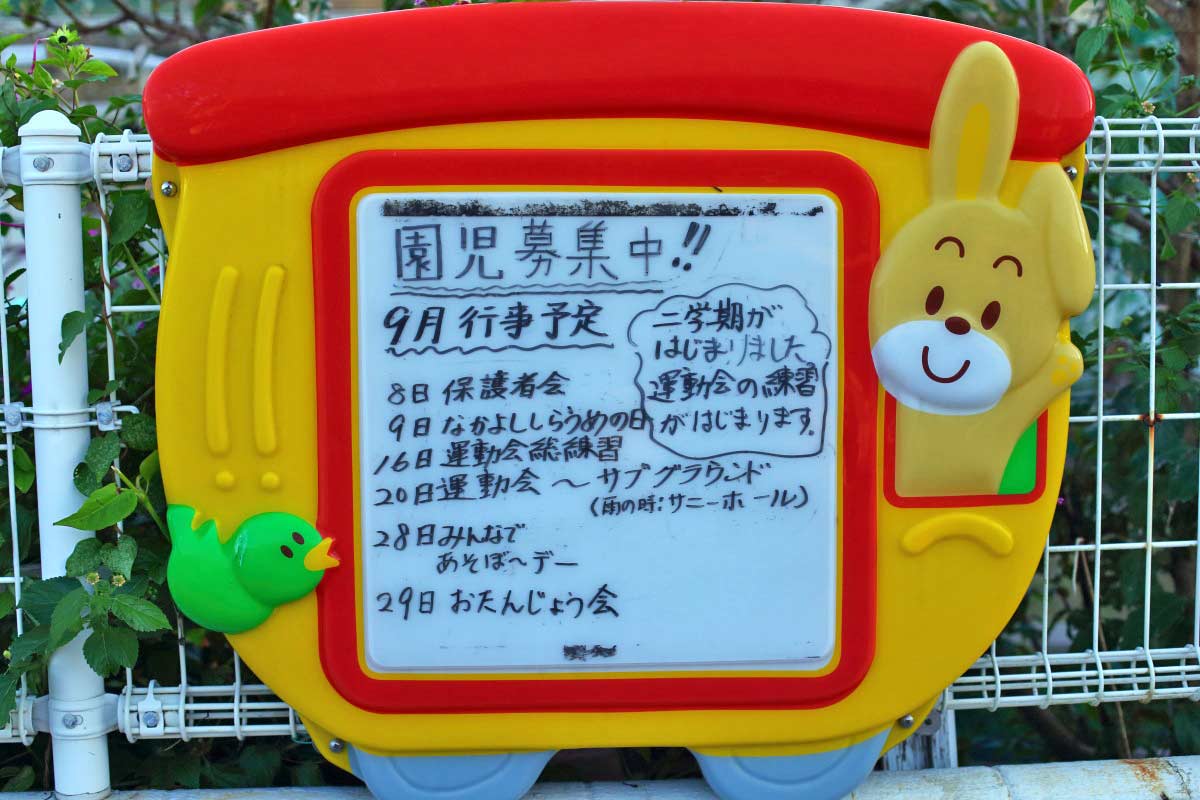 園児募集中!!
9月行事予定
二学期が
はじまりました
運動会の練習
がはじまります。
8日 保護者会
9日 なかよししらうめの日
16日 運動会総練習
20日 運動会 〜 サブグラウンド
(雨の時:サニーホール)
28日 みんなで
あそぼ〜デー
29日 おたんじょう会